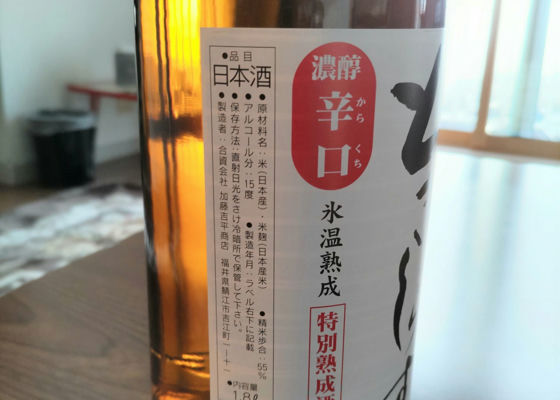 ●品目
日本酒
●原材料名：米(日本産)・米麹(日本産米) ●精米歩合：55%
●アルコール分：15度 ●製造年月：ラベル右下に記載
●保存方法：直射日光をさけ冷暗所で保管して下さい。
●製造者：合資会社 加藤吉平商店 福井県鯖江市吉江町一ー十一
●内容量
1.8ℓ
濃醇
辛口
からくち
氷温熟成
特別熟成酒